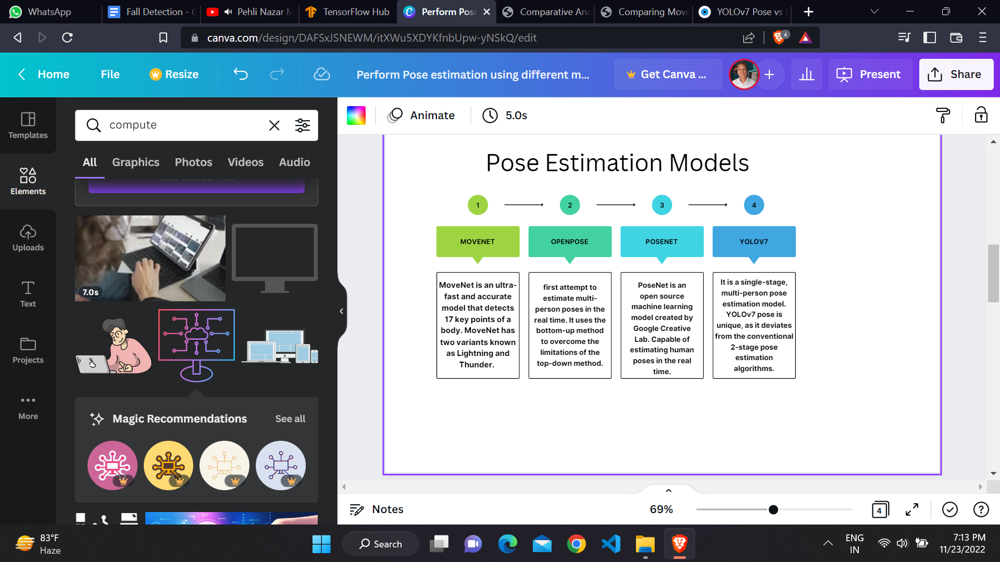 WhatsApp
Fall Detection - G
Pehli Nazar M
TensorFlow Hub
Perform Pose
Comparative Ana
Comparing Move
YOLOv7 Pose vs
canva.com/design/DAFSxJSNEWM/itXWu5XDYKfnbUpw-yNSkQ/edit
4
Home
File
Resize
Perform Pose estimation using different m...
Get Canva ...
Present
Share
Templates
Elements
Uploads
Text
Projects
More
compute
All
Graphics
Photos
Videos
Audio
Get Canva Pro
7.0s
Magic Recommendations
See all
Animate
5.0s
Pose Estimation Models
1
2
3
4
MOVENET
OPENPOSE
POSENET
YOLOV7
MoveNet is an ultra-
fast and accurate
model that detects
17 key points of a
body. MoveNet has
two variants known
as Lightning and
Thunder.
first attempt to
estimate multi-
person poses in the
real time. It uses the
bottom-up method
to overcome the
limitations of the
top-down method.
PoseNet is an
open source
machine learning
model created by
Google Creative
Lab. Capable of
estimating human
poses in the real
time.
It is a single-stage,
multi-person pose
estimation model.
YOLOv7 pose is
unique, as it deviates
from the conventional
2-stage pose
estimation
algorithms.
Notes
69%
4
83°F
Haze
Search
ENG
IN
7:13 PM
11/23/2022